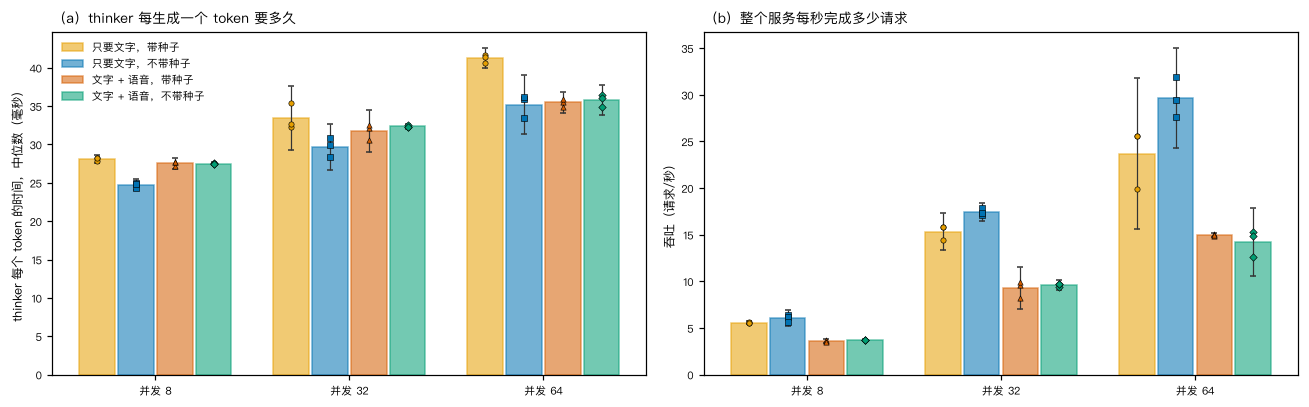 (a) thinker 每生成一个 token 要多久
thinker 每个 token 的时间，中位数（毫秒）
40
35
30
25
20
15
10
5
0
只要文字，带种子
只要文字，不带种子
文字 + 语音，带种子
文字 + 语音，不带种子
并发 8
并发 32
并发 64
(b) 整个服务每秒完成多少请求
吞吐（请求/秒）
35
30
25
20
15
10
5
0
并发 8
并发 32
并发 64